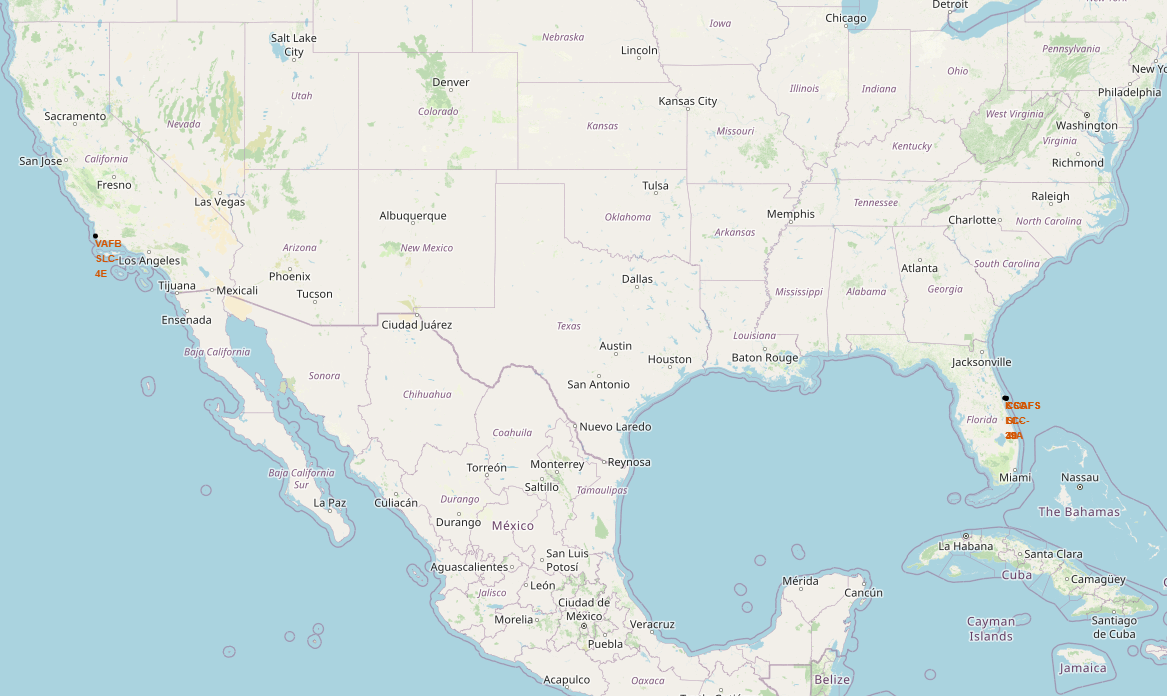 New York
Detroit
Chicago
Iowa
Salt Lake
City
Nebraska
Lincoln
Pennsylvania
New Yo
Ohio
Denver
Utah
Illinois
Indiana
Philadelphia
Kansas City
Colorado
Sacramento
Nevada
Kansas
Missouri
West Virginia
Washington
Virginia
San Jose
California
Kentucky
Richmond
Fresno
Tulsa
Las Vegas
Raleigh
Tennessee
Albuquerque
Oklahoma
Memphis
Charlotte
North Carolina
Arkansas
VAFB
SLC-
4E
Los Angeles
Arizona
New Mexico
Atlanta
South Carolina
Phoenix
Dallas
Tijuana
Mexicali
Tucson
Mississippi
Alabama
Georgia
Ensenada
Ciudad Juárez
Texas
Louisiana
Baja California
Austin
Houston
Baton Rouge
Jacksonville
Sonora
San Antonio
Chihuahua
Florida
Nuevo Laredo
Coahuila
Reynosa
Torreón
Monterrey
Baja California
Sur
Miami
Nassau
Saltillo
Tamaulipas
La Paz
Culiacán
Durango
Durango
México
The Bahamas
La Habana
Santa Clara
San Luis
Potosí
Aguascalientes
Cuba
Camagüey
León
Mérida
Cancún
Jalisco
Ciudad de
México
Morelia
Veracruz
Cayman
Islands
Santiago
de Cuba
Puebla
Jamaica
Acapulco
Oaxaca
Belize